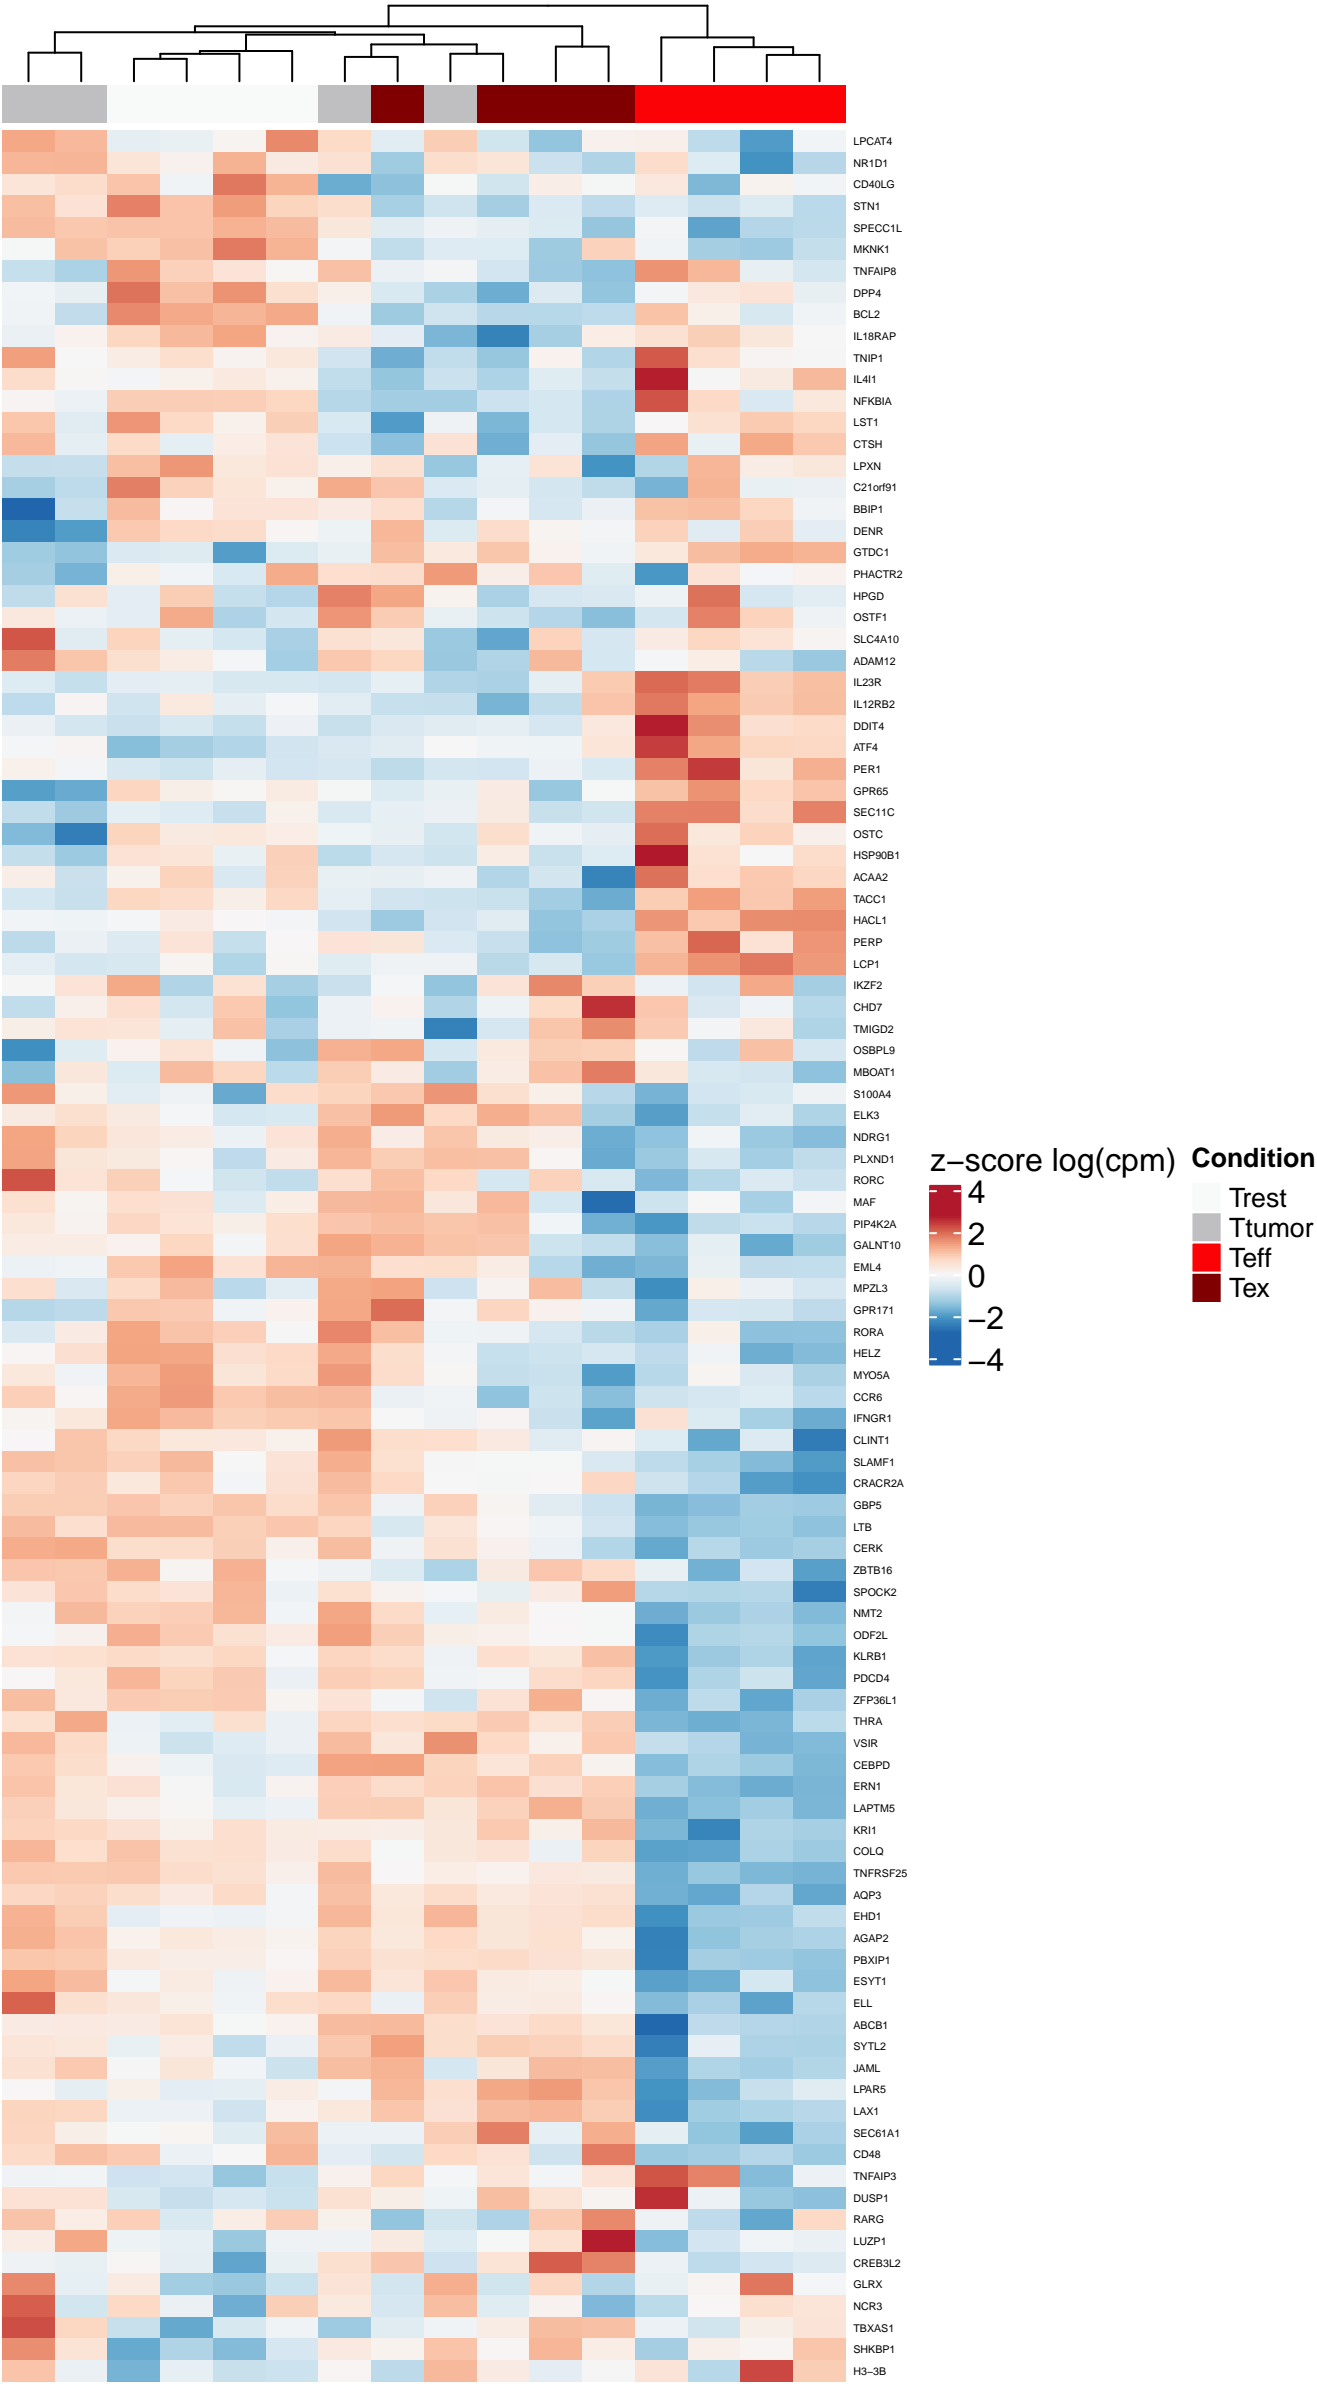 LPCAT4
NR1D1
CD40LG
STN1
SPECC1L
MKNK1
TNFAIP8
DPP4
BCL2
IL18RAP
TNIP1
IL4I1
NFKBIA
LST1
CTSH
LPXN
C21orf91
BBIP1
DENR
GTDC1
PHACTR2
HPGD
OSTF1
SLC4A10
ADAM12
IL23R
IL12RB2
DDIT4
ATF4
PER1
GPR65
SEC11C
OSTC
HSP90B1
ACAA2
TACC1
HACL1
PERP
LCP1
IKZF2
CHD7
TMIGD2
OSBPL9
MBOAT1
S100A4
ELK3
NDRG1
PLXND1
RORC
MAF
PIP4K2A
GALNT10
EML4
MPZL3
GPR171
RORA
HELZ
MYO5A
CCR6
IFNGR1
CLINT1
SLAMF1
CRACR2A
GBP5
LTB
CERK
ZBTB16
SPOCK2
NMT2
ODF2L
KLRB1
PDCD4
ZFP36L1
THRA
VSIR
CEBPD
ERN1
LAPTM5
KRI1
COLQ
TNFRSF25
AQP3
EHD1
AGAP2
PBXIP1
ESYT1
ELL
ABCB1
SYTL2
JAML
LPAR5
LAX1
SEC61A1
CD48
TNFAIP3
DUSP1
RARG
LUZP1
CREB3L2
GLRX
NCR3
TBXAS1
SHKBP1
H3−3B
z−score log(cpm)
4
2
0
−2
−4
Condition
Trest
Ttumor
Teff
Tex